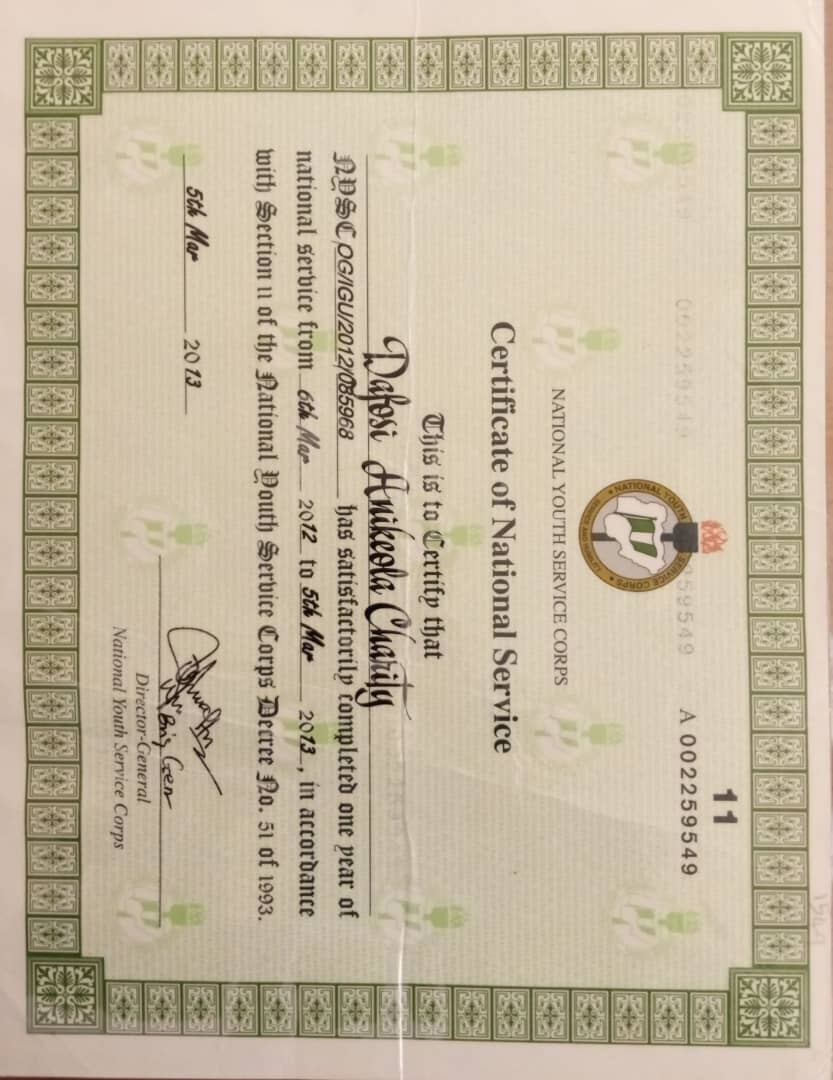 11
A 002259549
NATIONAL YOUTH SERVICE CORPS
NATIONAL YOUTH SERVICE CORPS
Certificate of National Service
This is to Certify that
Dafosi Anikeola Charity
NYSC OG/IGU/2012/085968 has satisfactorily completed one year of
national service from 6th Mar 2012 to 5th Mar 2013, in accordance
with Section 11 of the National Youth Service Corps Decree No. 51 of 1993.
5th Mar 2013
Brig Gen
Director-General
National Youth Service Corps